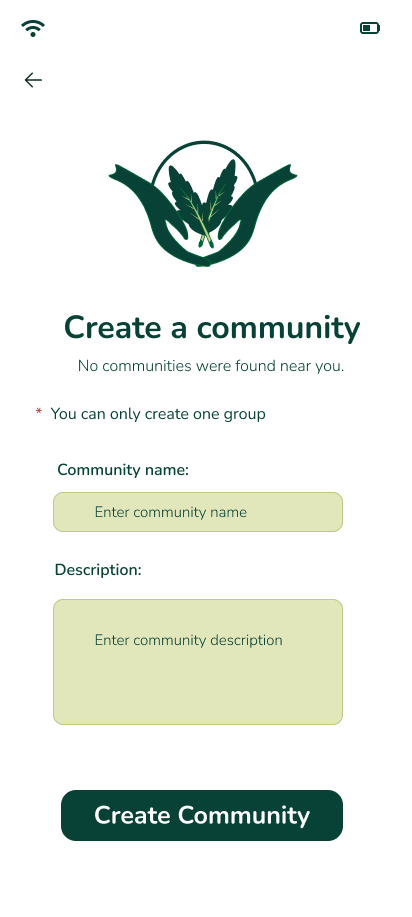 Create a community
No communities were found near you.
* You can only create one group
Community name:
Enter community name
Description:
Enter community description
Create Community